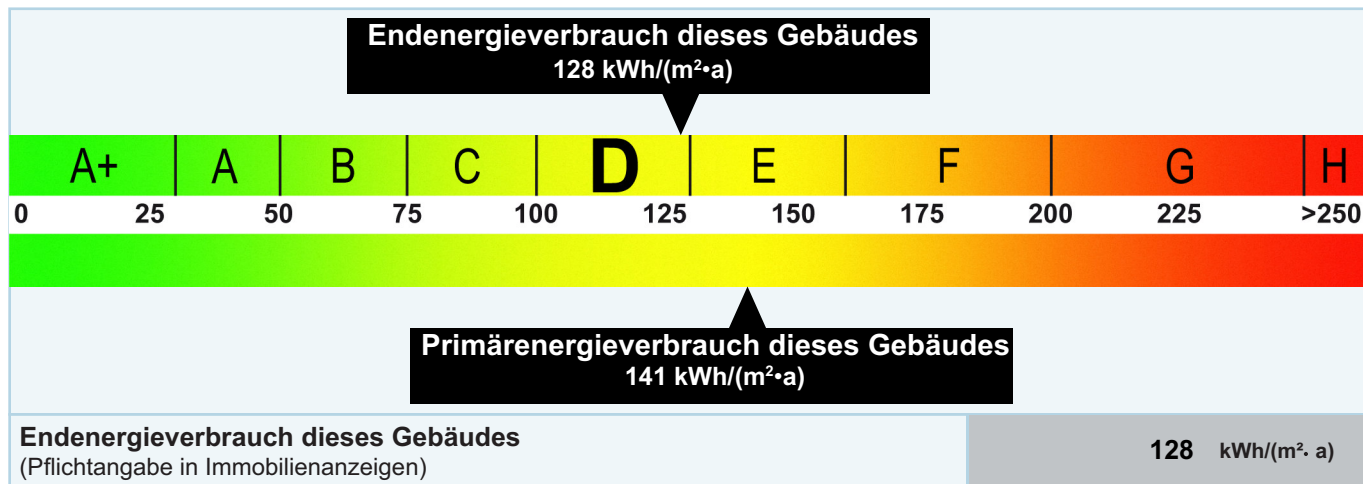 Endenergieverbrauch dieses Gebäudes
128 kWh/(m²•a)
A+ A B C D E F G H
0 25 50 75 100 125 150 175 200 225 >250
Primärenergieverbrauch dieses Gebäudes
141 kWh/(m²•a)
Endenergieverbrauch dieses Gebäudes
(Pflichtangabe in Immobilienanzeigen)
128 kWh/(m²· a)